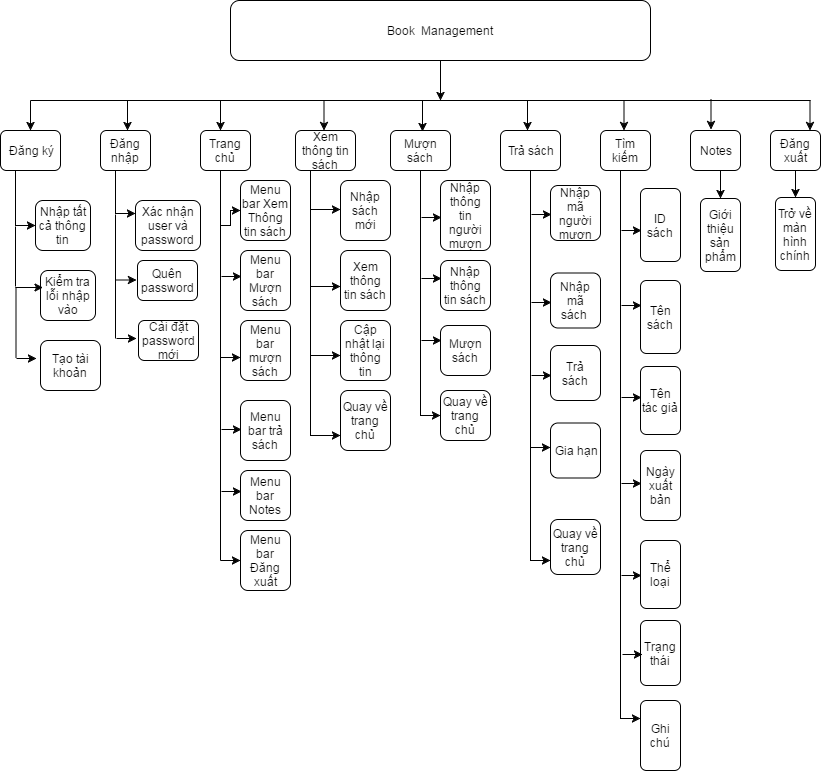 Book Management
Đăng ký
Nhập tất
cả thông
tin
Kiểm tra
lỗi nhập
vào
Tạo tài
khoản
Đăng
nhập
Xác nhận
user và
password
Quên
password
Cài đặt
password
mới
Trang
chủ
Menu
bar Xem
Thông
tin sách
Menu
bar
Mượn
sách
Menu
bar
mượn
sách
Menu
bar trả
sách
Menu
bar
Notes
Menu
bar
Đăng
xuất
Xem
thông tin
sách
Nhập
sách
mới
Xem
thông
tin sách
Cập
nhật lại
thông
tin
Quay về
trang
chủ
Mượn
sách
Nhập
thông
tin
người
mượn
Nhập
thông
tin sách
Mượn
sách
Quay về
trang
chủ
Trả sách
Nhập
mã
người
mượn
Nhập
mã
sách
Trả
sách
Gia hạn
Quay về
trang
chủ
Tìm
kiếm
ID
sách
Tên
sách
Tên
tác giả
Ngày
xuất
bản
Thể
loại
Trạng
thái
Ghi
chú
Notes
Giới
thiệu
sản
phẩm
Đăng
xuất
Trở về
màn
hình
chính